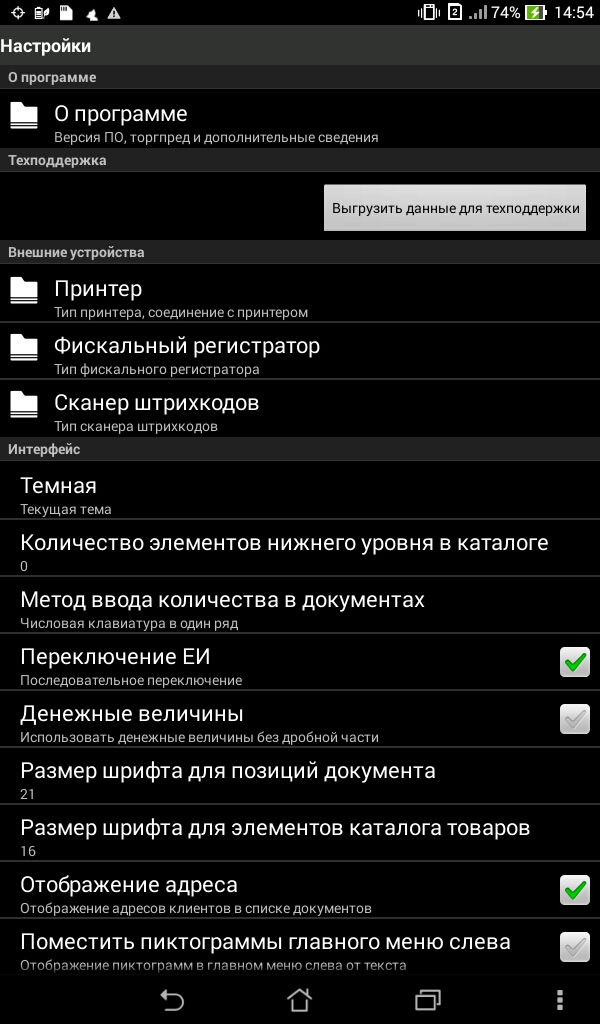 2 74% 14:54
Настройки
О программе
О программе
Версия ПО, торгпред и дополнительные сведения
Техподдержка
Выгрузить данные для техподдержки
Внешние устройства
Принтер
Тип принтера, соединение с принтером
Фискальный регистратор
Тип фискального регистратора
Сканер штрихкодов
Тип сканера штрихкодов
Интерфейс
Темная
Текущая тема
Количество элементов нижнего уровня в каталоге
0
Метод ввода количества в документах
Числовая клавиатура в один ряд
Переключение ЕИ
Последовательное переключение
Денежные величины
Использовать денежные величины без дробной части
Размер шрифта для позиций документа
21
Размер шрифта для элементов каталога товаров
16
Отображение адреса
Отображение адресов клиентов в списке документов
Поместить пиктограммы главного меню слева
Отображение пиктограмм в главном меню слева от текста